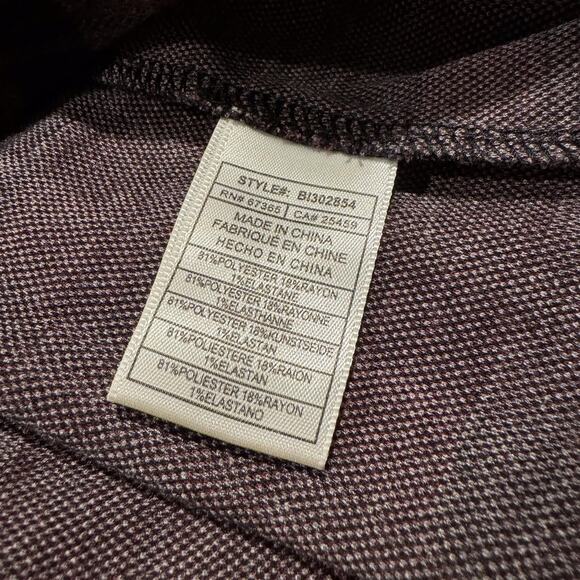 STYLE#: BI302854
RN# 67365 CA# 25459
MADE IN CHINA
FABRIQUÉ EN CHINE
HECHO EN CHINA
81%POLYESTER 18%RAYON
1%ELASTANE
81%POLYESTER 18%RAYONNE
1%ELASTHANNE
81%POLYESTER 18%KUNSTSEIDE
1%ELASTAN
81%POLIESTERE 18%RAION
1%ELASTAN
81%POLIESTER 18%RAYON
1%ELASTANO